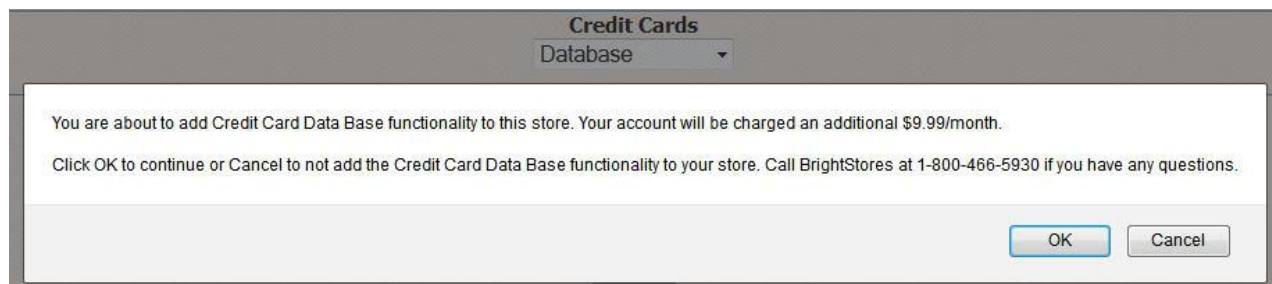 Credit Cards
Database
You are about to add Credit Card Data Base functionality to this store. Your account will be charged an additional $9.99/month.
Click OK to continue or Cancel to not add the Credit Card Data Base functionality to your store. Call BrightStores at 1-800-466-5930 if you have any questions.
OK Cancel